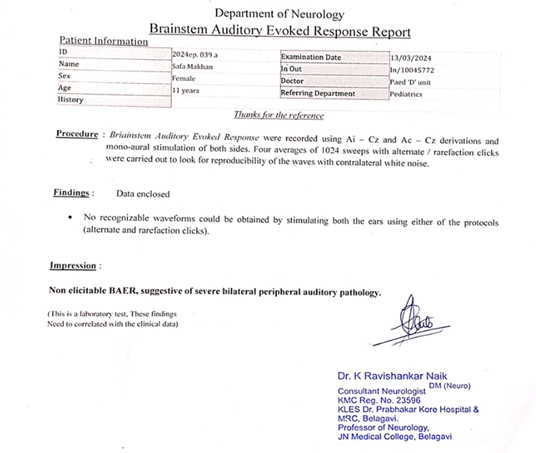 Department of Neurology
Brainstem Auditory Evoked Response Report
Patient Information
ID 2024ep. 039 a Examination Date 13/03/2024
Name Safa Makhan In Out In/10045772
Sex Female Doctor Paed 'D' unit
Age 11 years Referring Department Pediatrics
History
Thanks for the reference
Procedure : Briainstem Auditory Evoked Response were recorded using Ai – Cz and Ac – Cz derivations and
mono-aural stimulation of both sides. Four averages of 1024 sweeps with alternate / rarefaction clicks
were carried out to look for reproducibility of the waves with contralateral white noise.
Findings : Data enclosed
• No recognizable waveforms could be obtained by stimulating both the ears using either of the protocols
(alternate and rarefaction clicks).
Impression :
Non elicitable BAER, suggestive of severe bilateral peripheral auditory pathology.
(This is a laboratory test, These findings
Need to correlated with the clinical data)
Dr. K Ravishankar Naik
DM (Neuro)
Consultant Neurologist
KMC Reg. No. 23596
KLES Dr. Prabhakar Kore Hospital &
MRC, Belagavi.
Professor of Neurology,
JN Medical College, Belagavi